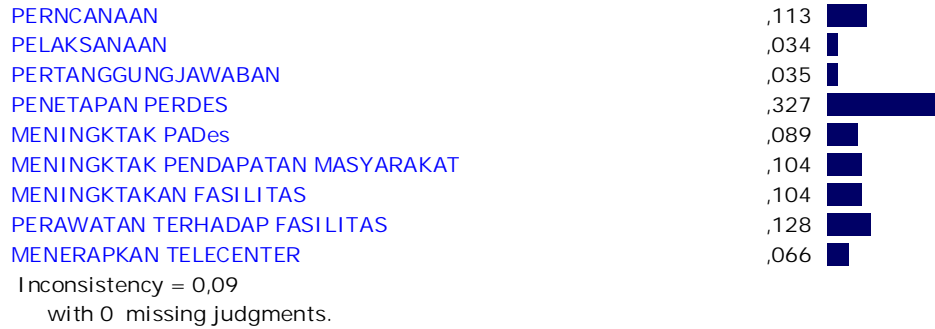 PERNCANAAN ,113
PELAKSANAAN ,034
PERTANGGUNGJAWABAN ,035
PENETAPAN PERDES ,327
MENINGKTAK PADes ,089
MENINGKTAK PENDAPATAN MASYARAKAT ,104
MENINGKTAKAN FASILITAS ,104
PERAWATAN TERHADAP FASILITAS ,128
MENERAPKAN TELECENTER ,066
Inconsistency = 0,09
with 0 missing judgments.